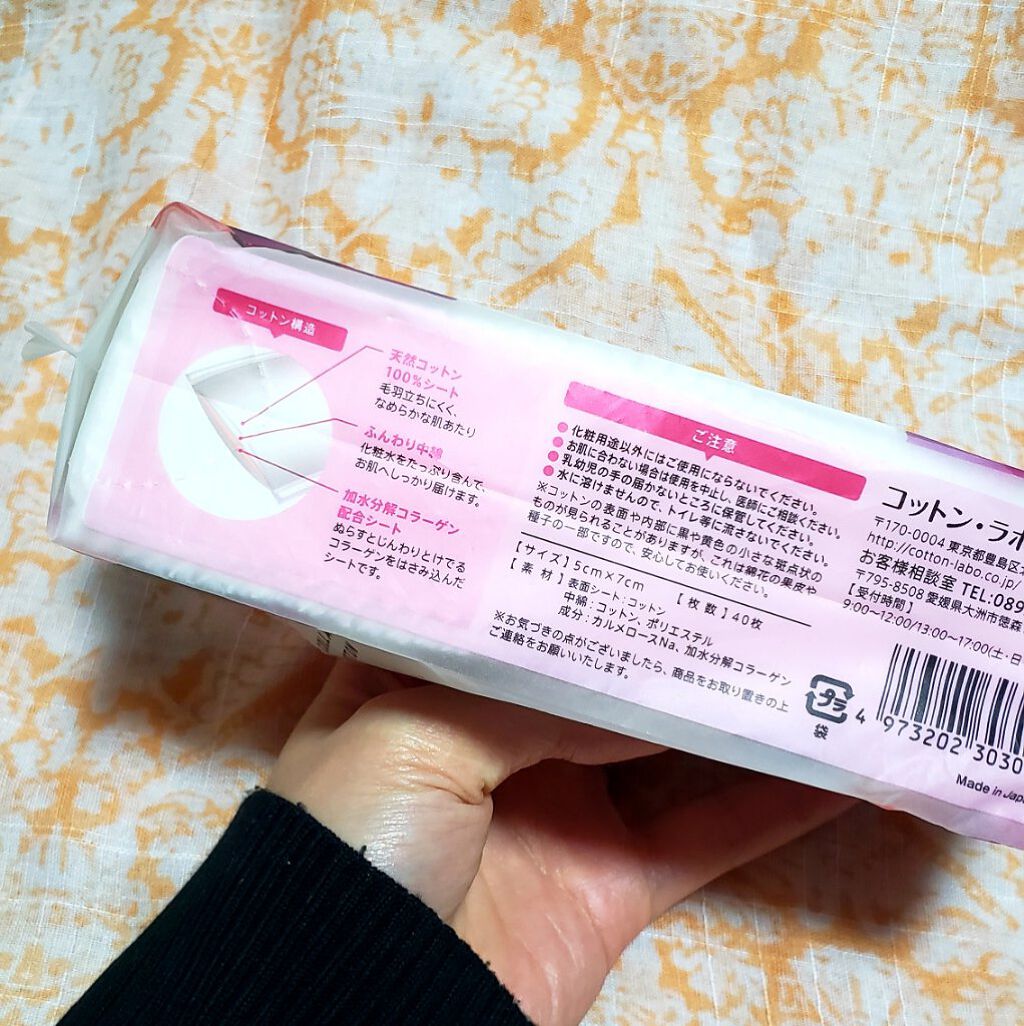 コットン構造
天然コットン
100%シート
毛羽立ちにくく、
なめらかな肌あたり
ふんわり中綿
化粧水をたっぷり含んで、
お肌へしっかり届けます。
加水分解コラーゲン
配合シート
ぬらすとじんわりとけでる
コラーゲンをはさみ込んだ
シートです。
ご注意
●化粧用途以外にはご使用にならないでください。
●お肌に合わない場合は使用を中止し、医師にご相談ください。
●乳幼児の手の届かないところに保管してください。
●水に溶けませんので、トイレ等に流さないでください。
※コットンの表面や内部に黒や黄色の小さな斑点状の
ものが見られることがありますが、これは綿花の果皮や
種子の一部ですので、安心してお使いください。
【サイズ】5cm×7cm 【枚数】40枚
【素材】表面シート:コットン
中綿:コットン、ポリエステル
成分:カルメロースNa、加水分解コラーゲン
※お気づきの点がございましたら、商品をお取り置きの上
ご連絡をお願いいたします。
コットン・ラボ
〒170-0004 東京都豊島区
http://cotton-labo.co.jp/
お客様相談室 TEL:089
〒795-8508 愛媛県大洲市徳森
【受付時間】
9:00~12:00/13:00~17:00(土・日
プラ
袋
4 973202 3030
Made in Japa